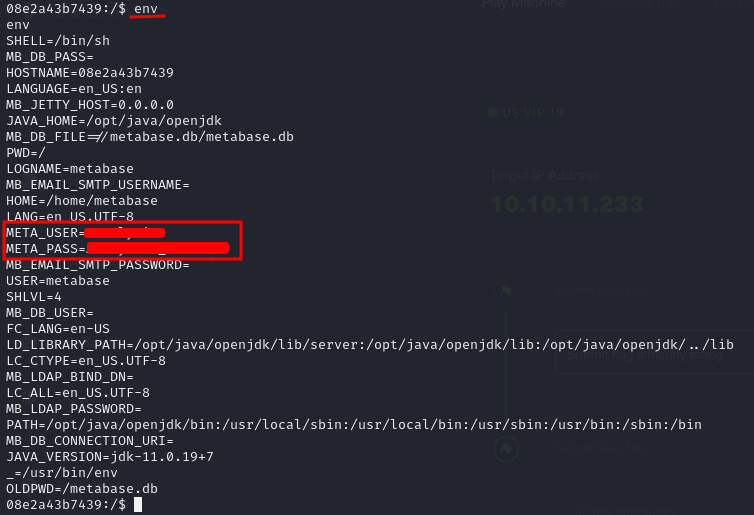 08e2a43b7439:/$ env
env
SHELL=/bin/sh
MB_DB_PASS=
HOSTNAME=08e2a43b7439
LANGUAGE=en_US:en
MB_JETTY_HOST=0.0.0.0
JAVA_HOME=/opt/java/openjdk
MB_DB_FILE=//metabase.db/metabase.db
PWD=/
LOGNAME=metabase
MB_EMAIL_SMTP_USERNAME=
HOME=/home/metabase
LANG=en_US.UTF-8
META_USER=
META_PASS=
MB_EMAIL_SMTP_PASSWORD=
USER=metabase
SHLVL=4
MB_DB_USER=
FC_LANG=en-US
LD_LIBRARY_PATH=/opt/java/openjdk/lib/server:/opt/java/openjdk/lib:/opt/java/openjdk/../lib
LC_CTYPE=en_US.UTF-8
MB_LDAP_BIND_DN=
LC_ALL=en_US.UTF-8
MB_LDAP_PASSWORD=
PATH=/opt/java/openjdk/bin:/usr/local/sbin:/usr/local/bin:/usr/sbin:/usr/bin:/sbin:/bin
MB_DB_CONNECTION_URI=
JAVA_VERSION=jdk-11.0.19+7
_=/usr/bin/env
OLDPWD=/metabase.db
08e2a43b7439:/$
Play Machine
US VIP 18
Target IP Address
10.10.11.233